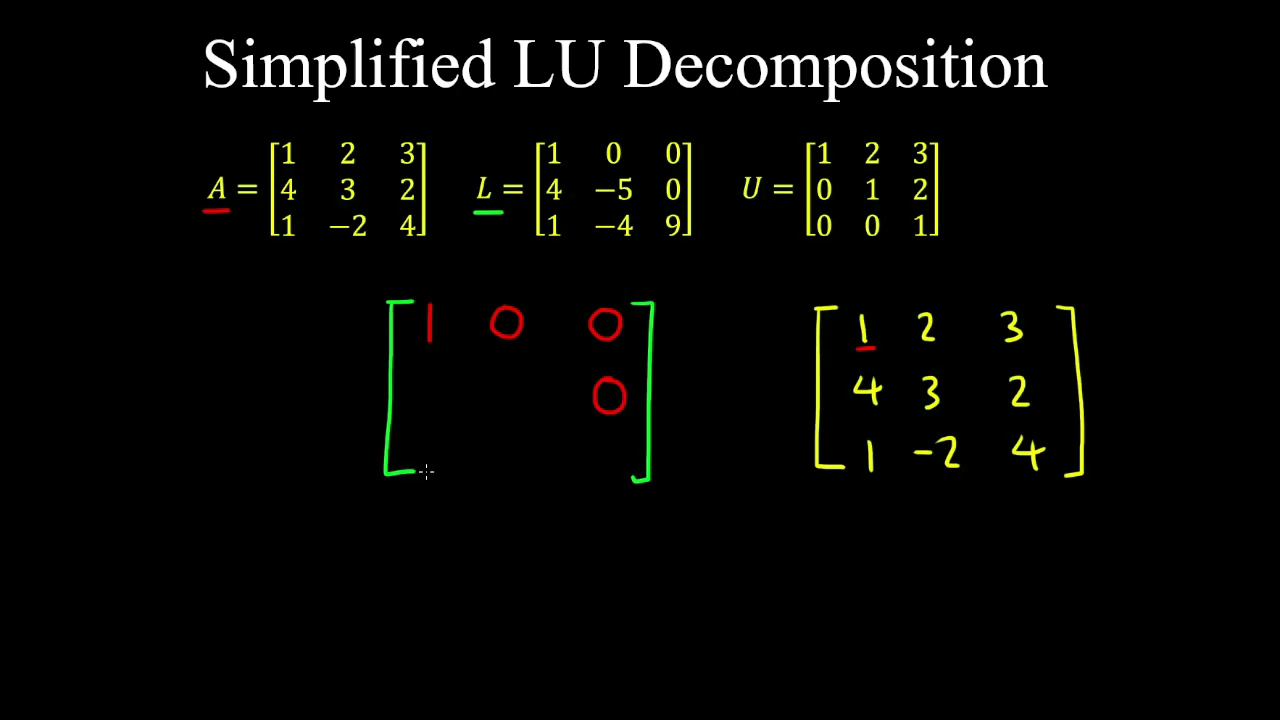 Simplified LU Decomposition
A = [1 2 3 L = [1 0 0 U = [1 2 3
4 3 2 4 −5 0 0 1 2
1 −2 4] 1 −4 9] 0 0 1]
1 0 0 1 2 3
0 4 3 2
1 -2 4